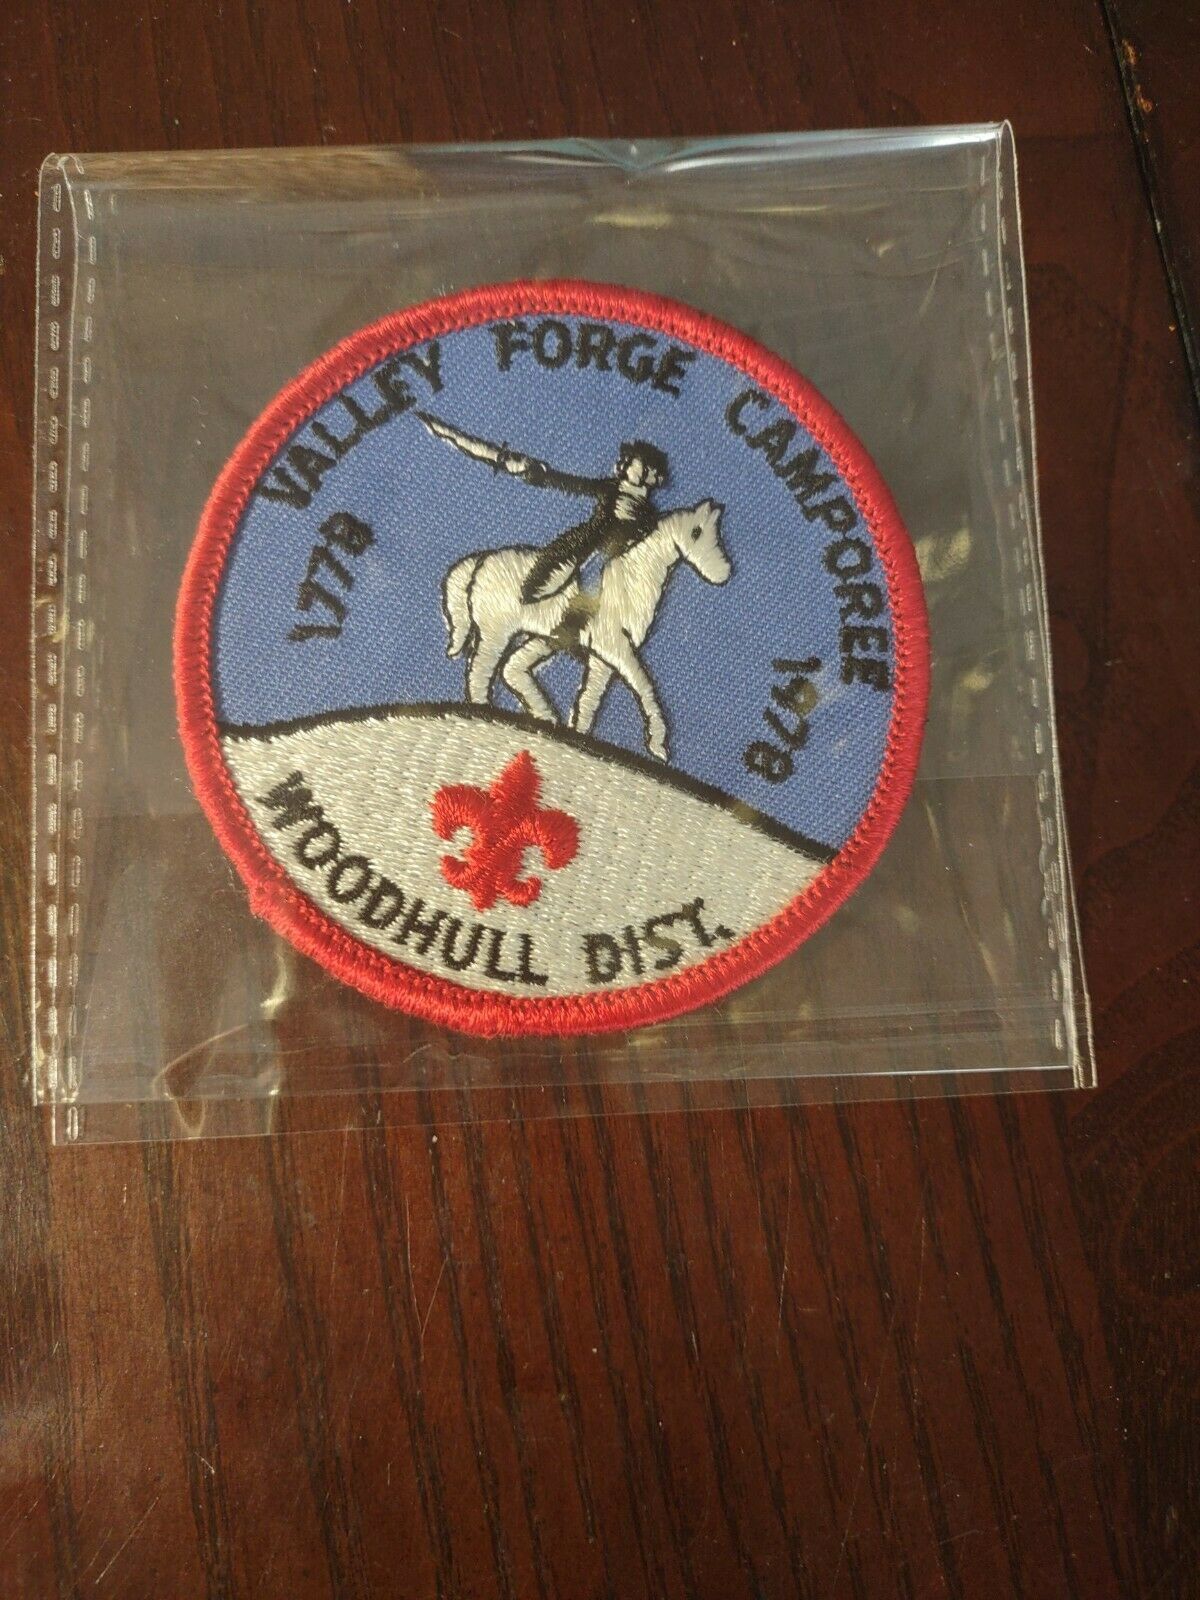 VALLEY FORGE CAMPOREE
1778
1978
WOODHULL DIST.